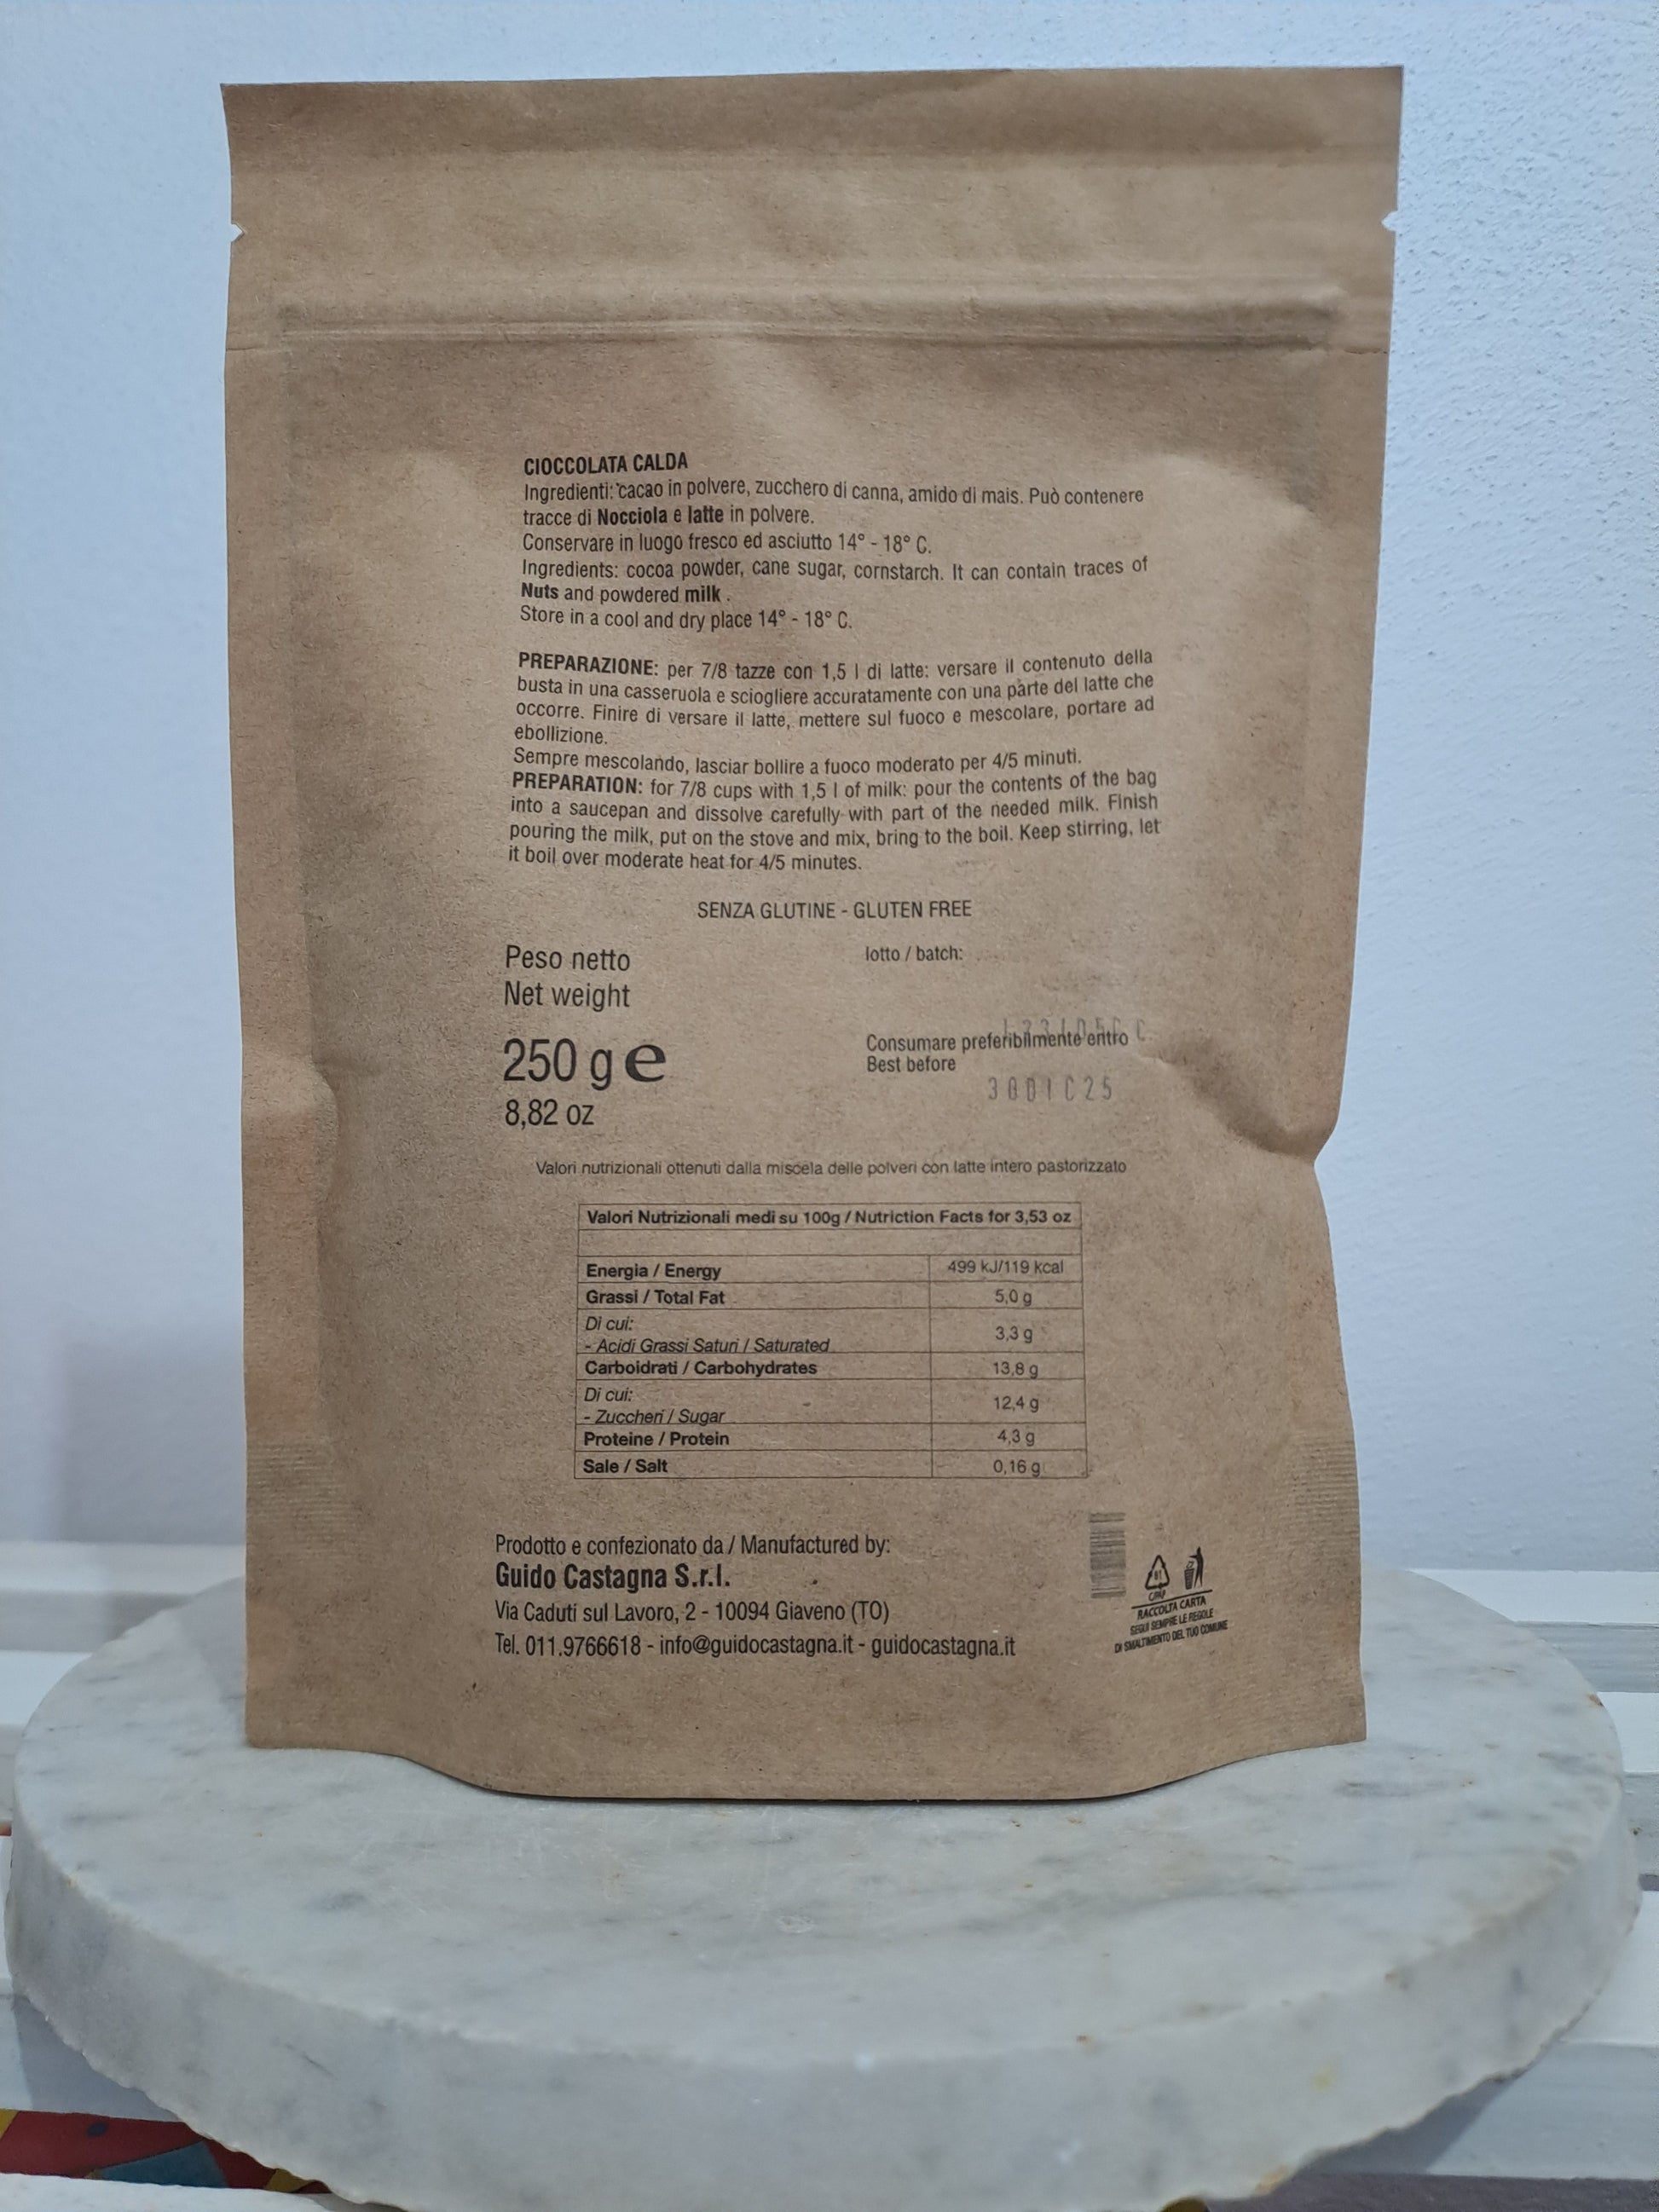 CIOCCOLATA CALDA
Ingredienti: cacao in polvere, zucchero di canna, amido di mais. Può contenere
tracce di Nocciola e latte in polvere.
Conservare in luogo fresco ed asciutto 14° - 18° C.
Ingredients: cocoa powder, cane sugar, cornstarch. It can contain traces of
Nuts and powdered milk .
Store in a cool and dry place 14° - 18° C.
PREPARAZIONE: per 7/8 tazze con 1,5 l di latte: versare il contenuto della
busta in una casseruola e sciogliere accuratamente con una parte del latte che
occorre. Finire di versare il latte, mettere sul fuoco e mescolare, portare ad
ebollizione.
Sempre mescolando, lasciar bollire a fuoco moderato per 4/5 minuti.
PREPARATION: for 7/8 cups with 1,5 l of milk: pour the contents of the bag
into a saucepan and dissolve carefully with part of the needed milk. Finish
pouring the milk, put on the stove and mix, bring to the boil. Keep stirring, let
it boil over moderate heat for 4/5 minutes.
SENZA GLUTINE - GLUTEN FREE
Peso netto
Net weight
250 g e
8,82 oz
lotto / batch:
Consumare preferibilmente entro
Best before
Valori nutrizionali ottenuti dalla miscela delle polveri con latte intero pastorizzato
Valori Nutrizionali medi su 100g / Nutriction Facts for 3,53 oz
Energia / Energy 499 kJ/119 kcal
Grassi / Total Fat 5,0 g
Di cui:
- Acidi Grassi Saturi / Saturated 3,3 g
Carboidrati / Carbohydrates 13,8 g
Di cui:
- Zuccheri / Sugar 12,4 g
Proteine / Protein 4,3 g
Sale / Salt 0,16 g
Prodotto e confezionato da / Manufactured by:
Guido Castagna S.r.l.
Via Caduti sul Lavoro, 2 - 10094 Giaveno (TO)
Tel. 011.9766618 - info@guidocastagna.it - guidocastagna.it
81
C/PAP
RACCOLTA CARTA
SEGUI SEMPRE LE REGOLE
DI SMALTIMENTO DEL TUO COMUNE